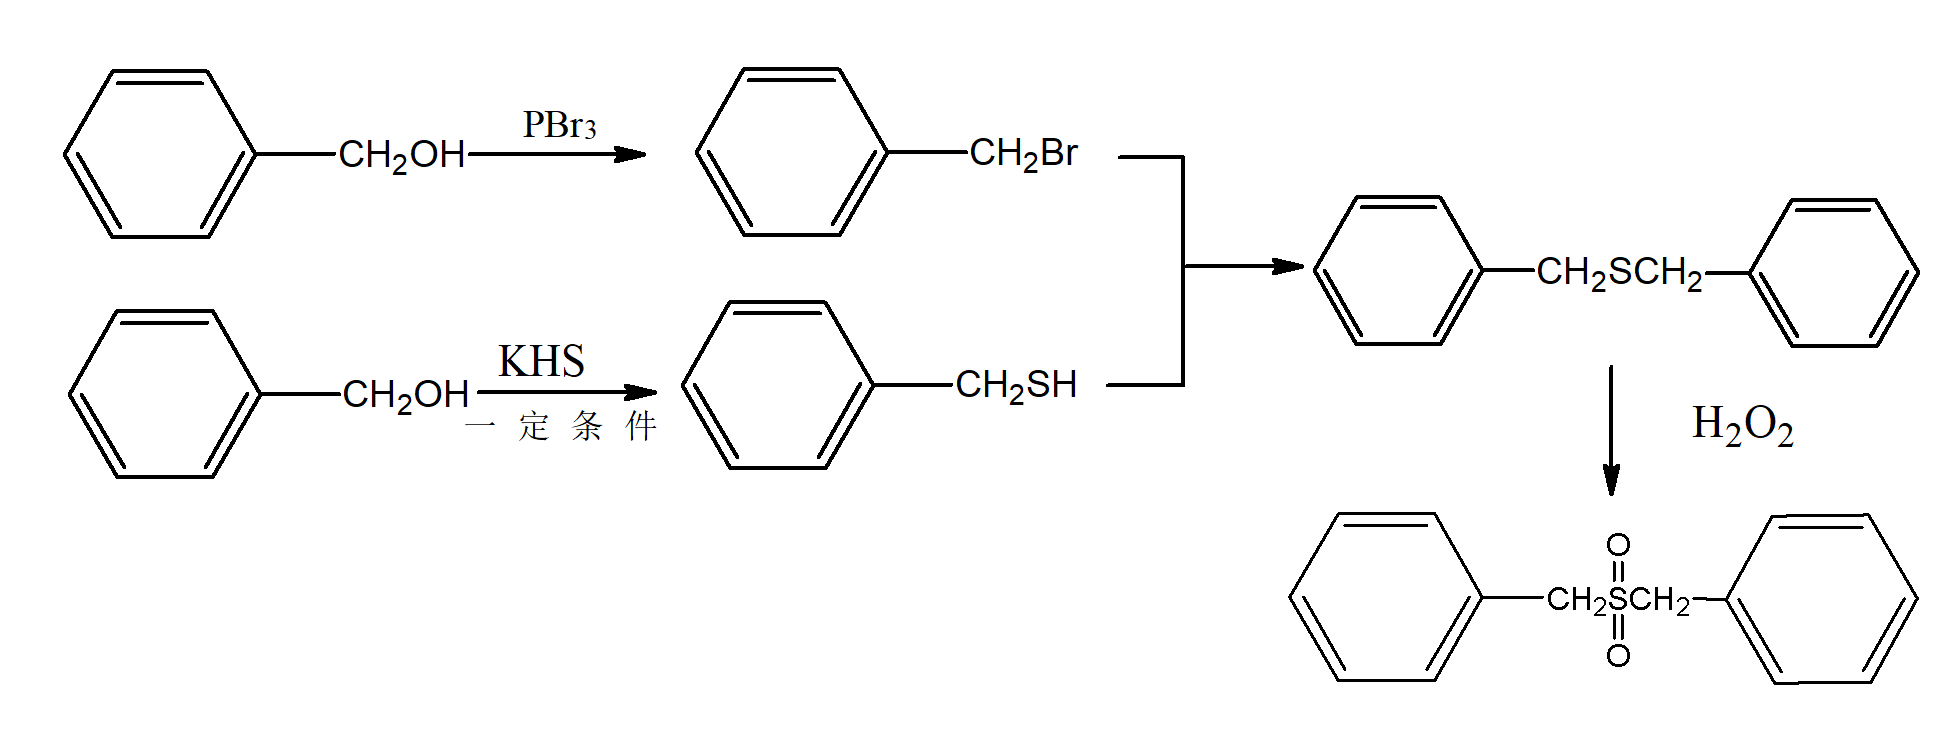 CH₂OH
PBr₃
CH₂Br
CH₂SCH₂
CH₂OH
KHS
一定条件
CH₂SH
H₂O₂
O
CH₂SCH₂
O